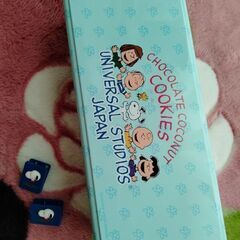 CHOCOLATE COCONUT
COOKIES
UNIVERSAL STUDIOS
JAPAN